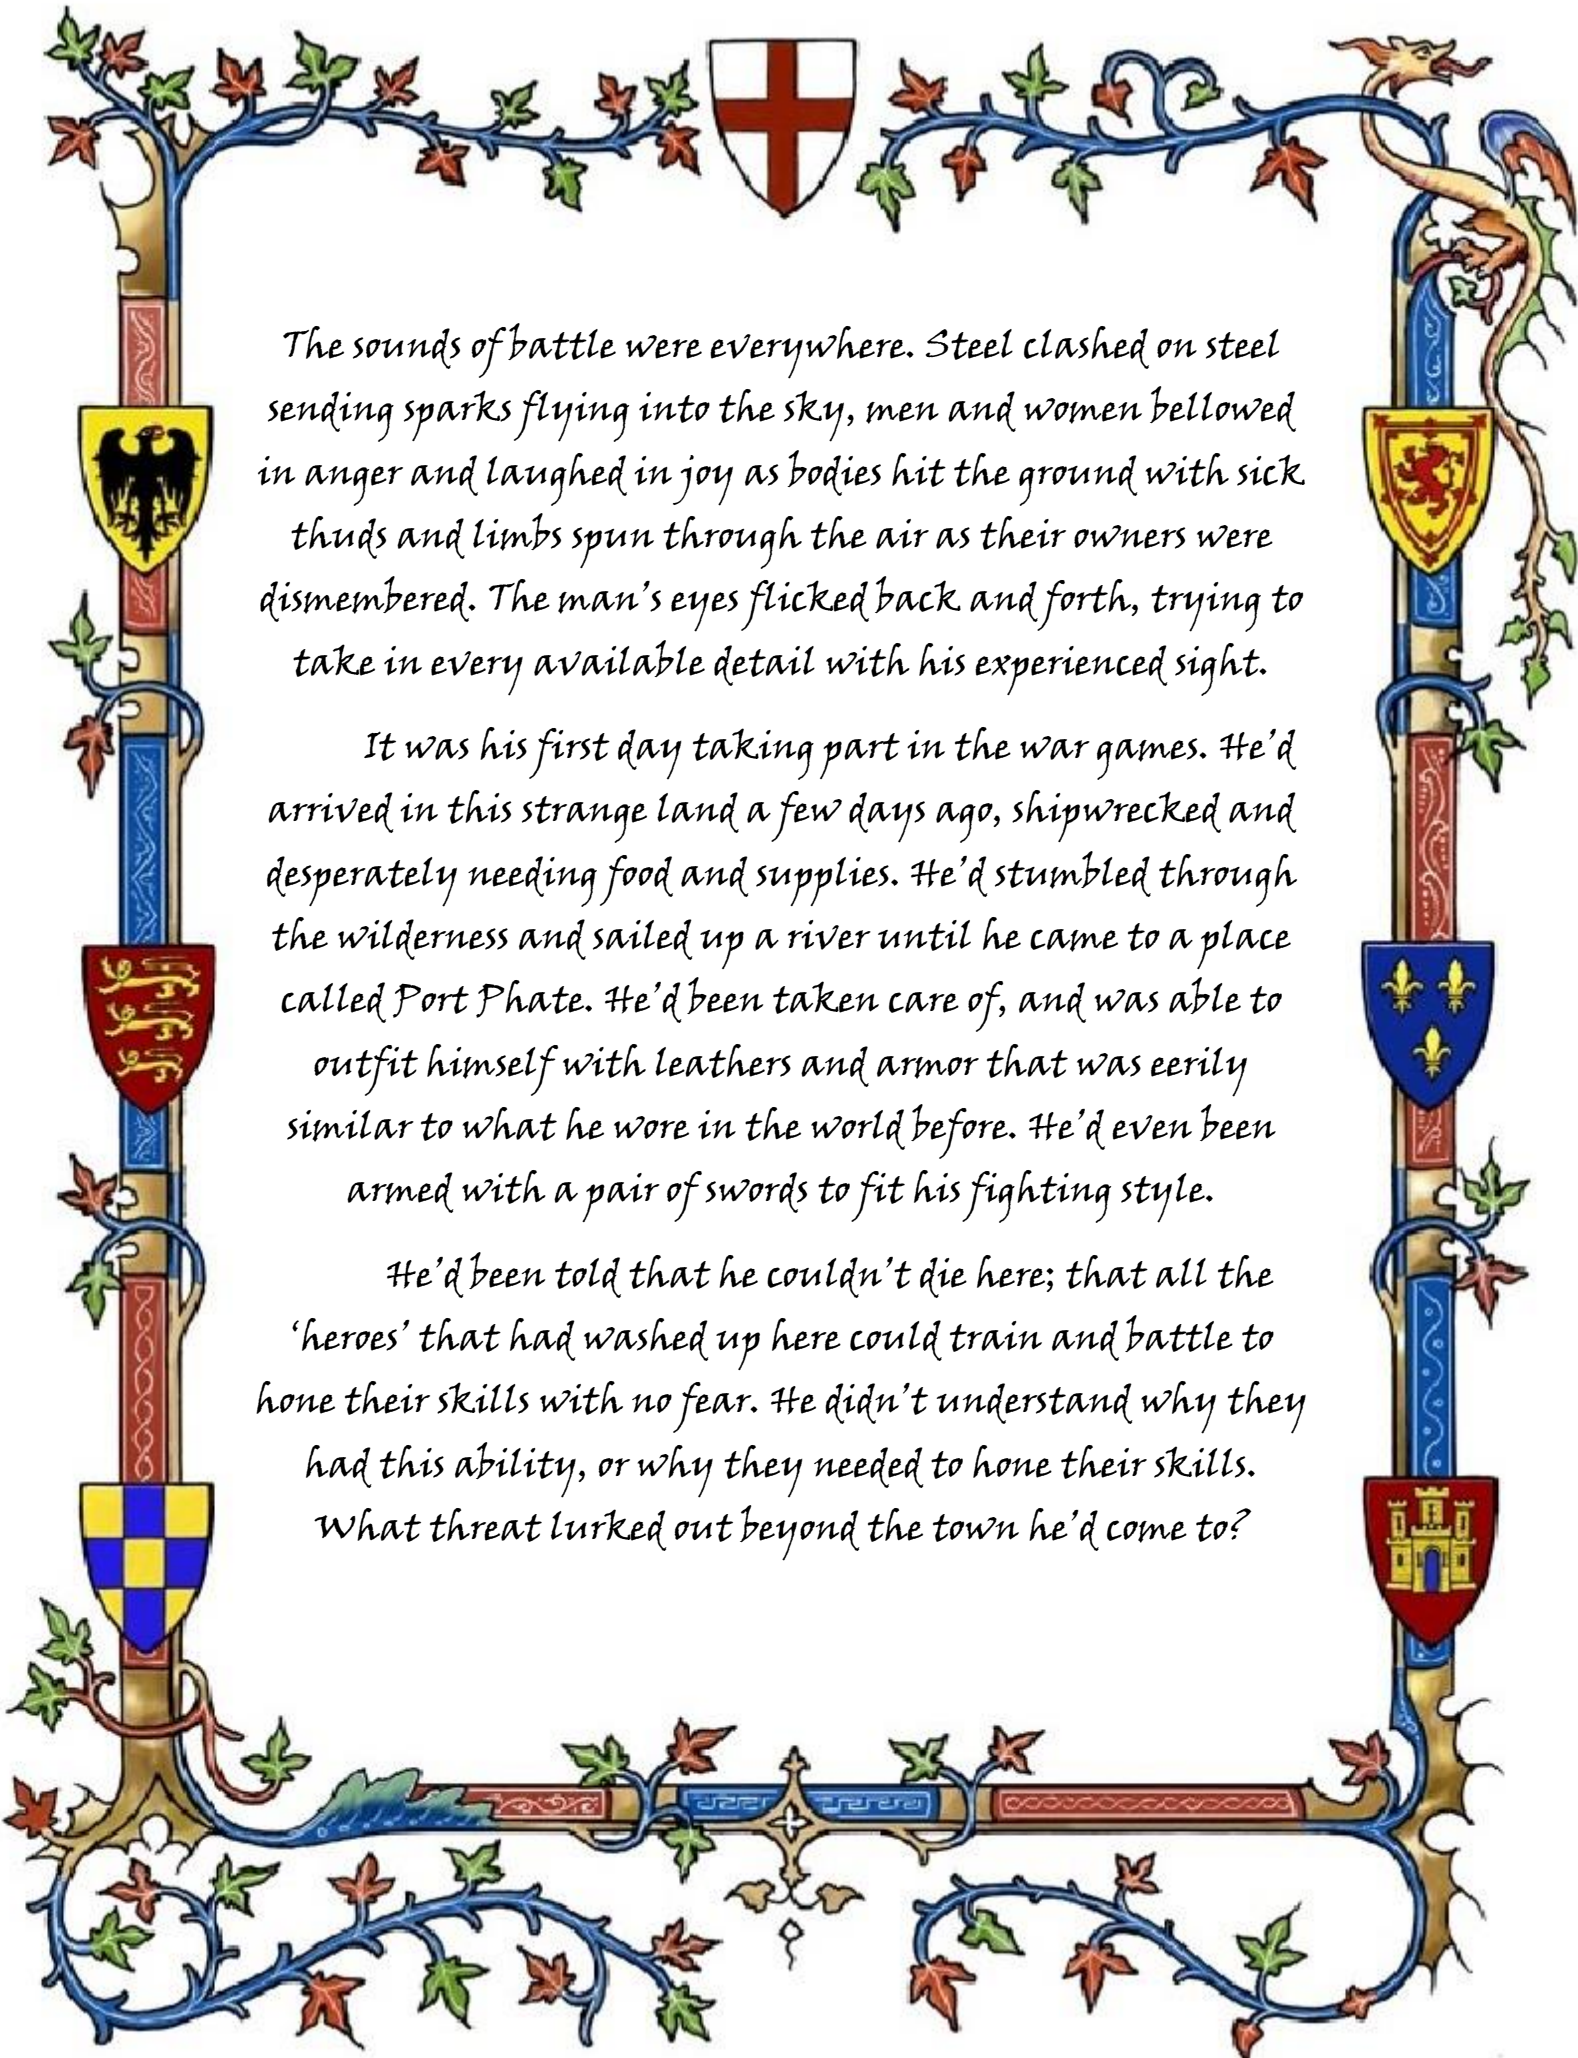 The sounds of battle were everywhere. Steel clashed on steel
sending sparks flying into the sky, men and women bellowed
in anger and laughed in joy as bodies hit the ground with sick
thuds and limbs spun through the air as their owners were
dismembered. The man's eyes flicked back and forth, trying to
take in every available detail with his experienced sight.
It was his first day taking part in the war games. He'd
arrived in this strange land a few days ago, shipwrecked and
desperately needing food and supplies. He'd stumbled through
the wilderness and sailed up a river until he came to a place
called Port Phate. He'd been taken care of, and was able to
outfit himself with leathers and armor that was eerily
similar to what he wore in the world before. He'd even been
armed with a pair of swords to fit his fighting style.
He'd been told that he couldn't die here; that all the
‘heroes’ that had washed up here could train and battle to
hone their skills with no fear. He didn't understand why they
had this ability, or why they needed to hone their skills.
What threat lurked out beyond the town he'd come to?